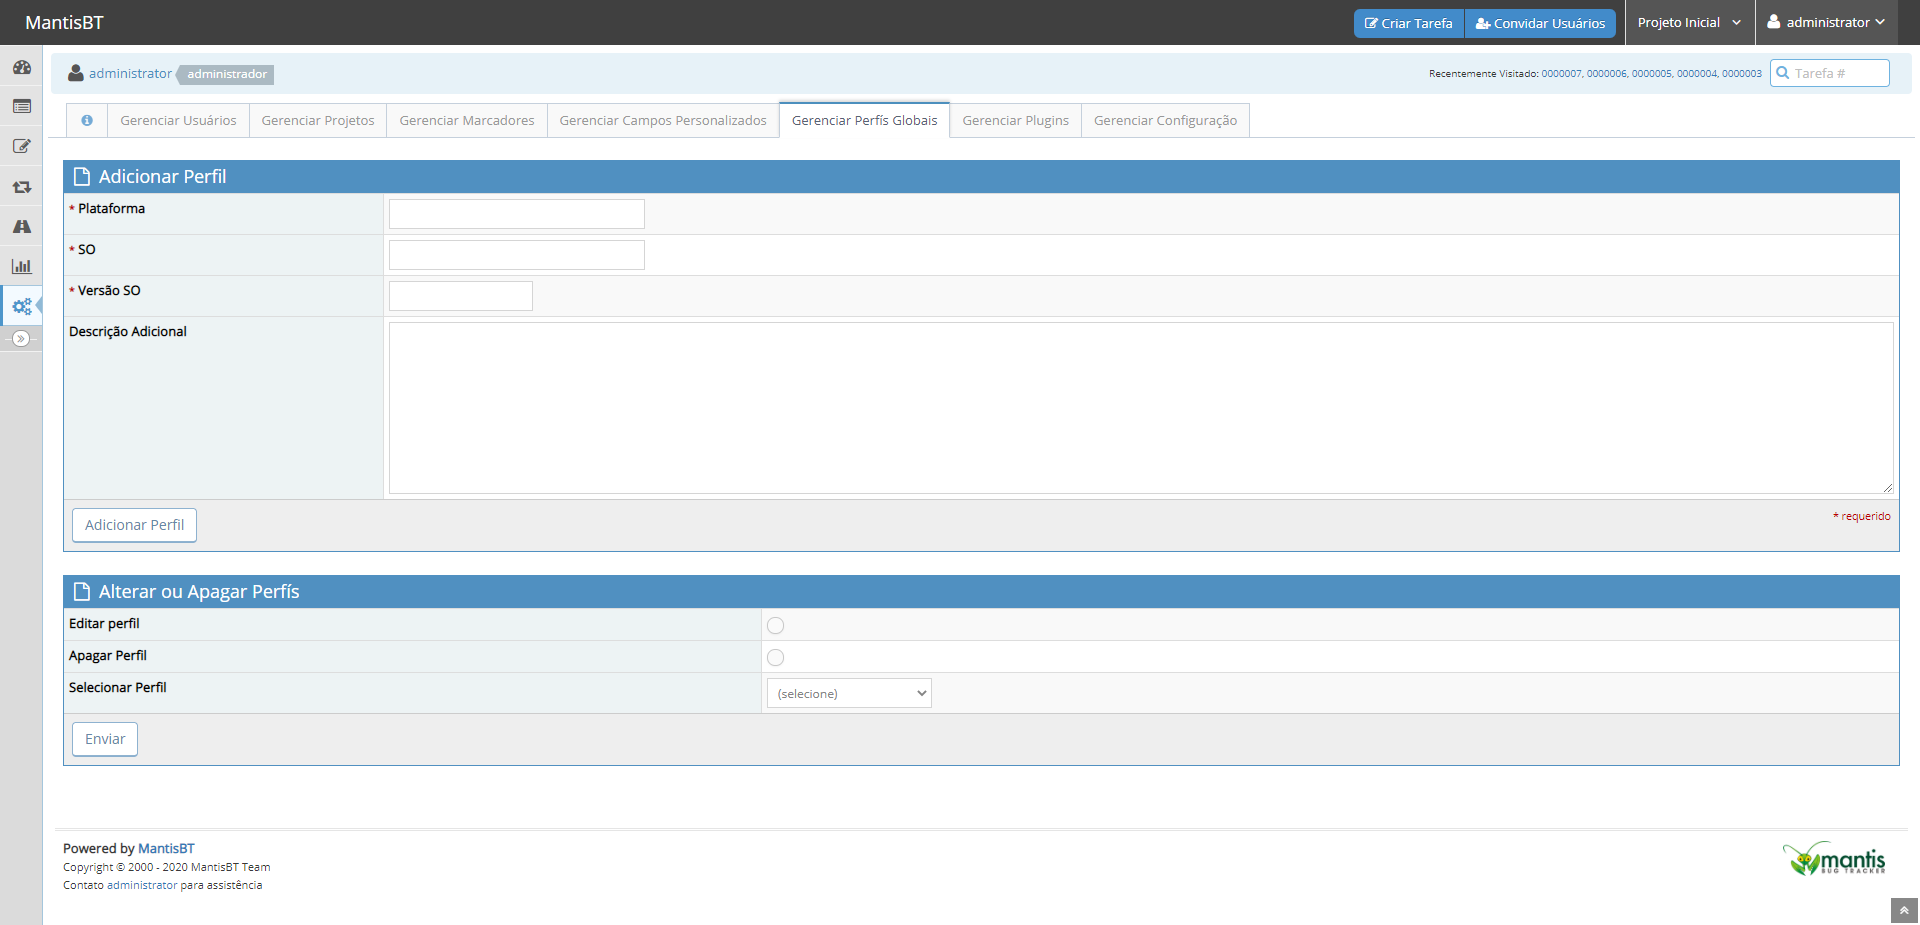 MantisBT
Criar Tarefa
Convidar Usuários
Projeto Inicial
administrator
administrator administrador
Recentemente Visitado: 0000007, 0000006, 0000005, 0000004, 0000003
Tarefa #
Gerenciar Usuários
Gerenciar Projetos
Gerenciar Marcadores
Gerenciar Campos Personalizados
Gerenciar Perfís Globais
Gerenciar Plugins
Gerenciar Configuração
Adicionar Perfil
* Plataforma
* SO
* Versão SO
Descrição Adicional
Adicionar Perfil
* requerido
Alterar ou Apagar Perfís
Editar perfil
Apagar Perfil
Selecionar Perfil
(selecione)
Enviar
Powered by MantisBT
Copyright © 2000 - 2020 MantisBT Team
Contato administrator para assistência
mantis
BUG TRACKER